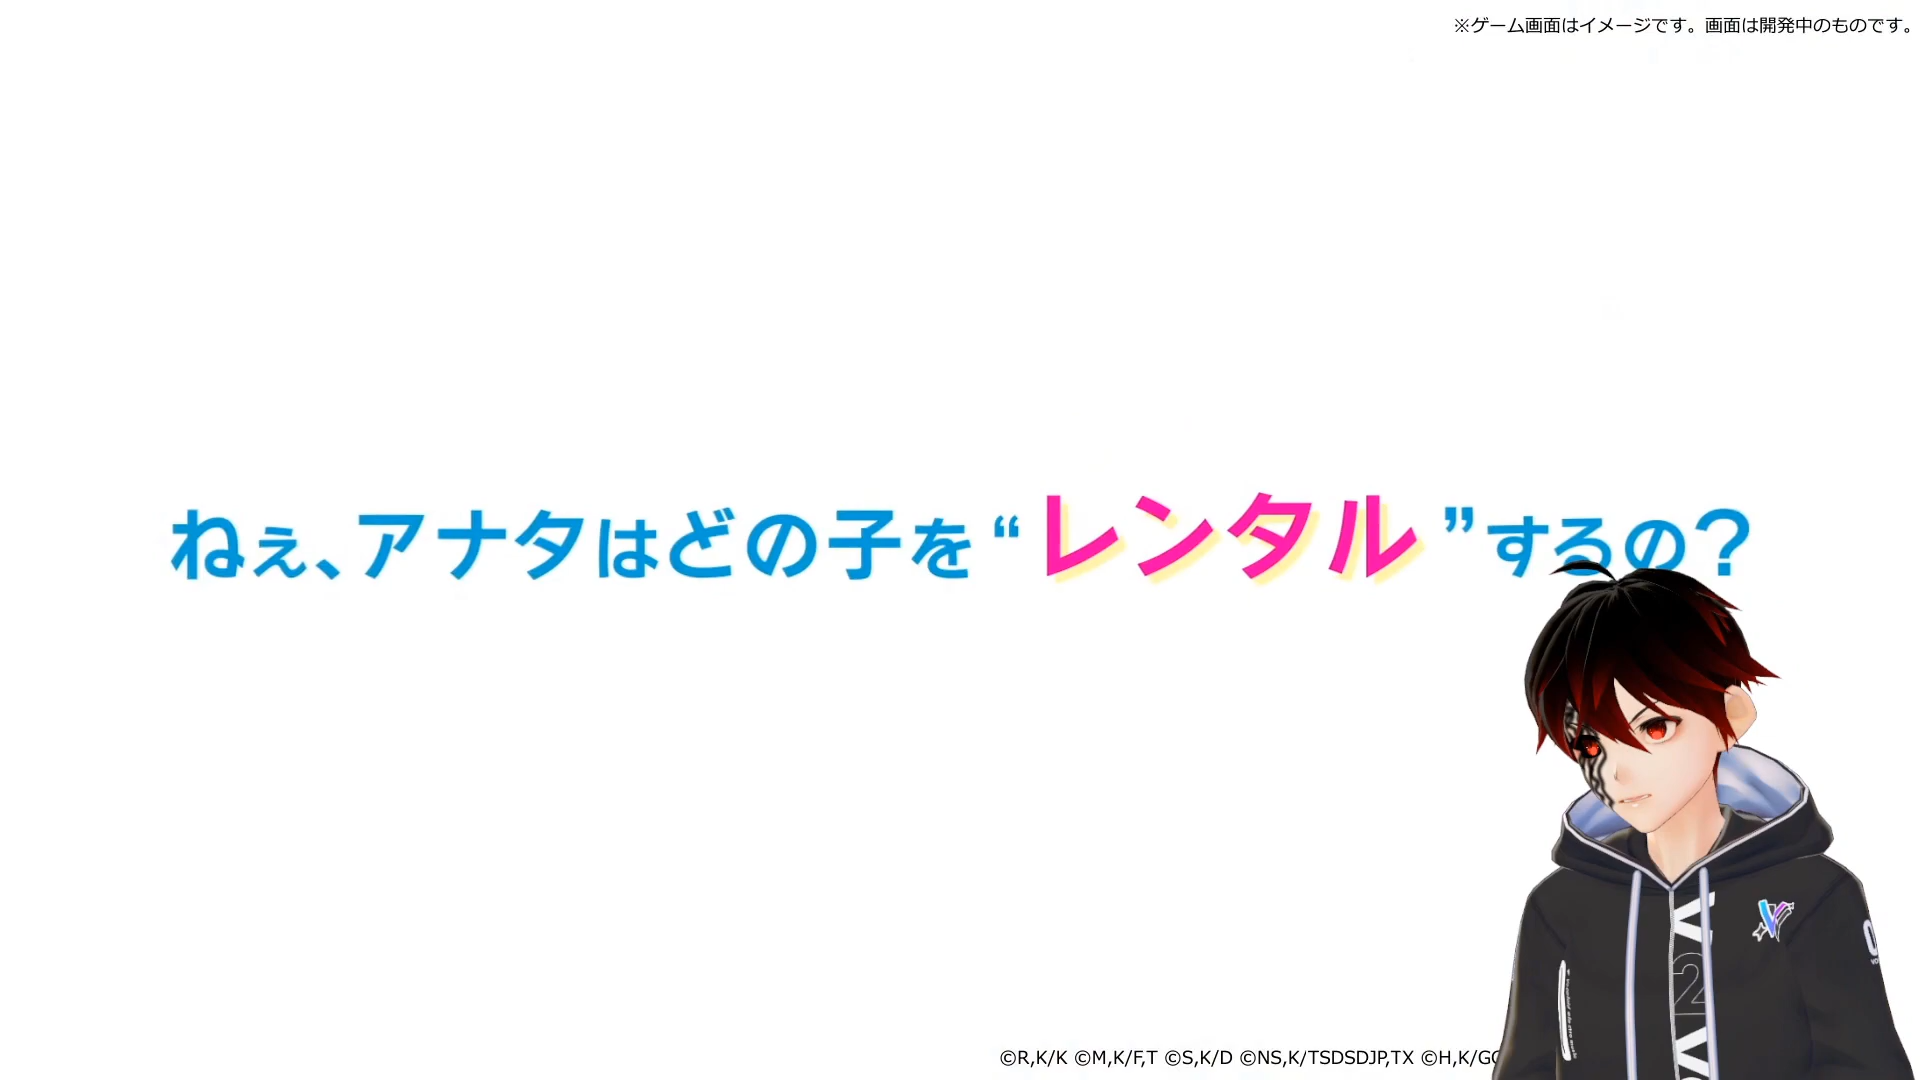 ※ゲーム画面はイメージです。画面は開発中のものです。
ねぇ、アナタはどの子を“レンタル”するの?
©R,K/K ©M,K/F,T ©S,K/D ©NS,K/TSDSDJP,TX ©H,K/GC
V2V